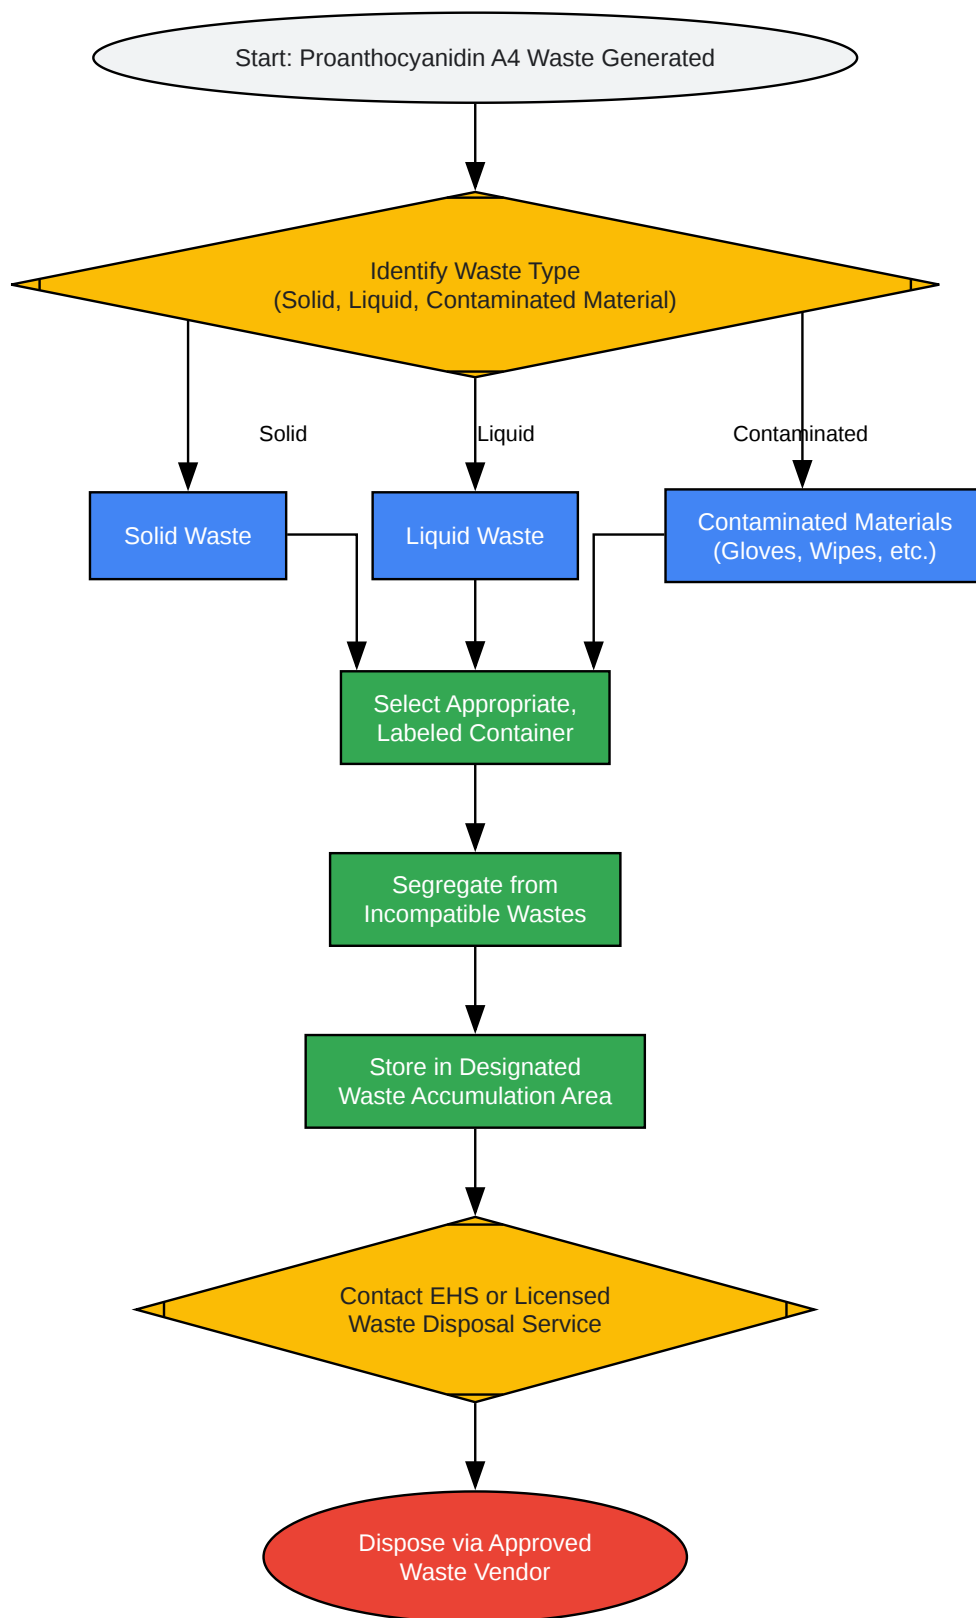 Start: Proanthocyanidin A4 Waste Generated
Identify Waste Type
(Solid, Liquid, Contaminated Material)
Solid
Liquid
Contaminated
Solid Waste
Liquid Waste
Contaminated Materials
(Gloves, Wipes, etc.)
Select Appropriate,
Labeled Container
Segregate from
Incompatible Wastes
Store in Designated
Waste Accumulation Area
Contact EHS or Licensed
Waste Disposal Service
Dispose via Approved
Waste Vendor